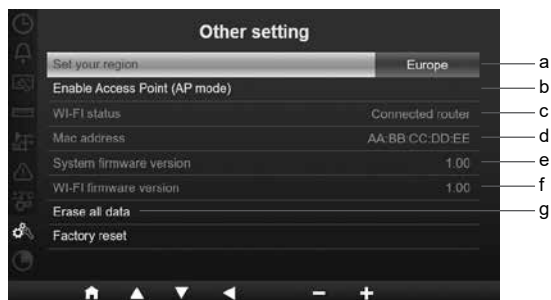 Other setting
Set your region Europe a
Enable Access Point (AP mode) b
WI-FI status Connected router c
Mac address AA:BB:CC:DD:EE d
System firmware version 1.00 e
WI-FI firmware version 1.00 f
Erase all data g
Factory reset